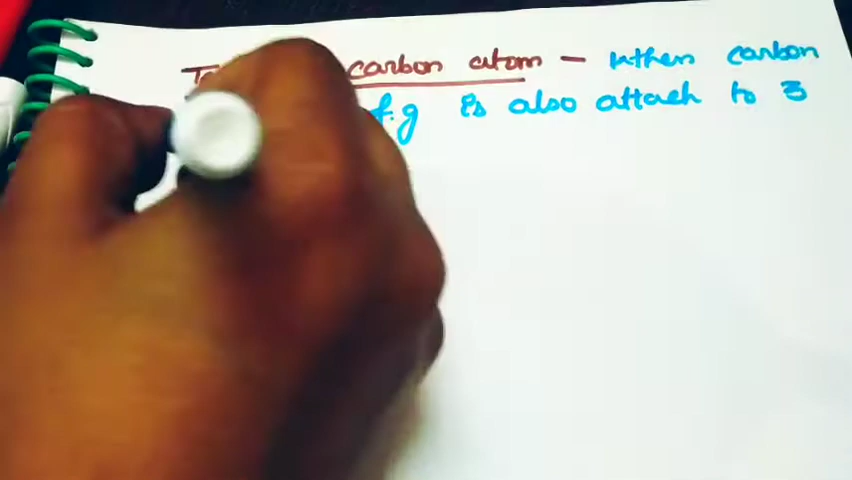 carbon atom - When carbon
f.g is also attach to 3